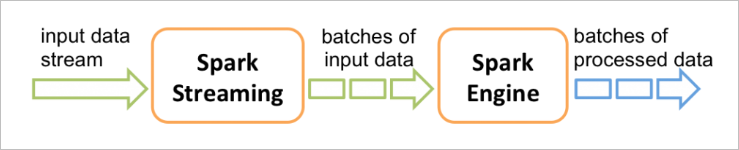 input data
stream
Spark
Streaming
batches of
input data
Spark
Engine
batches of
processed data